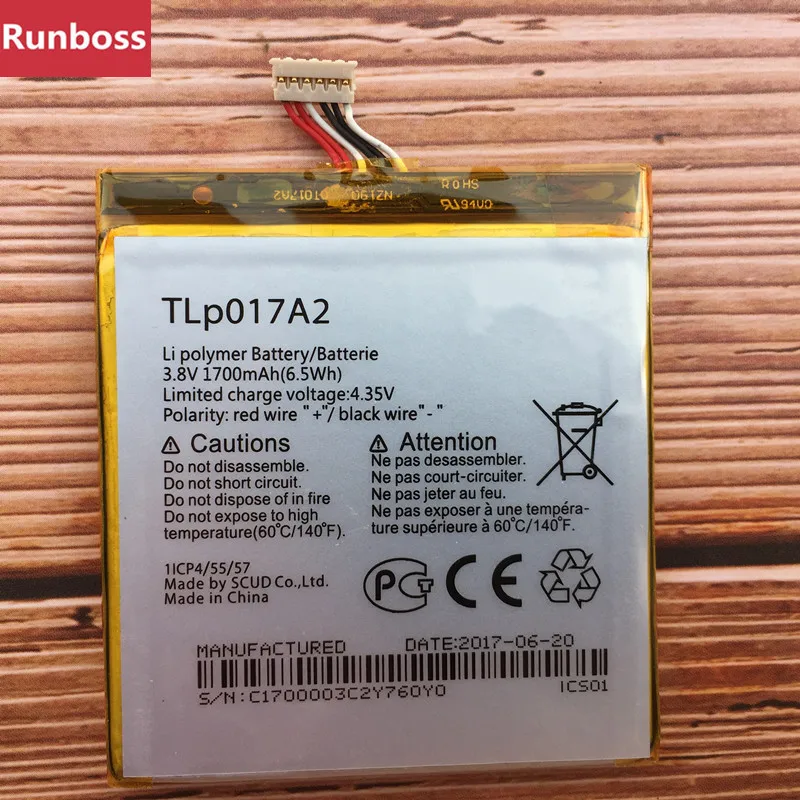 Runboss
R0HS
94V0
TLp017A2
Li polymer Battery/Batterie
3.8V 1700mAh(6.5Wh)
Limited charge voltage:4.35V
Polarity: red wire "+"/ black wire"-"
Cautions
Do not disassemble.
Do not short circuit.
Do not dispose of in fire
Do not expose to high
temperature(60°C/140°F).
Attention
Ne pas desassembler.
Ne pas court-circuiter.
Ne pas jeter au feu.
Ne pas exposer à une tempéra-
ture supérieure à 60°C/140°F.
1ICP4/55/57
Made by SCUD Co.,Ltd.
Made in China
MANUFACTURED DATE:2017-06-20
S/N:C1700003C2Y760Y0 ICS01